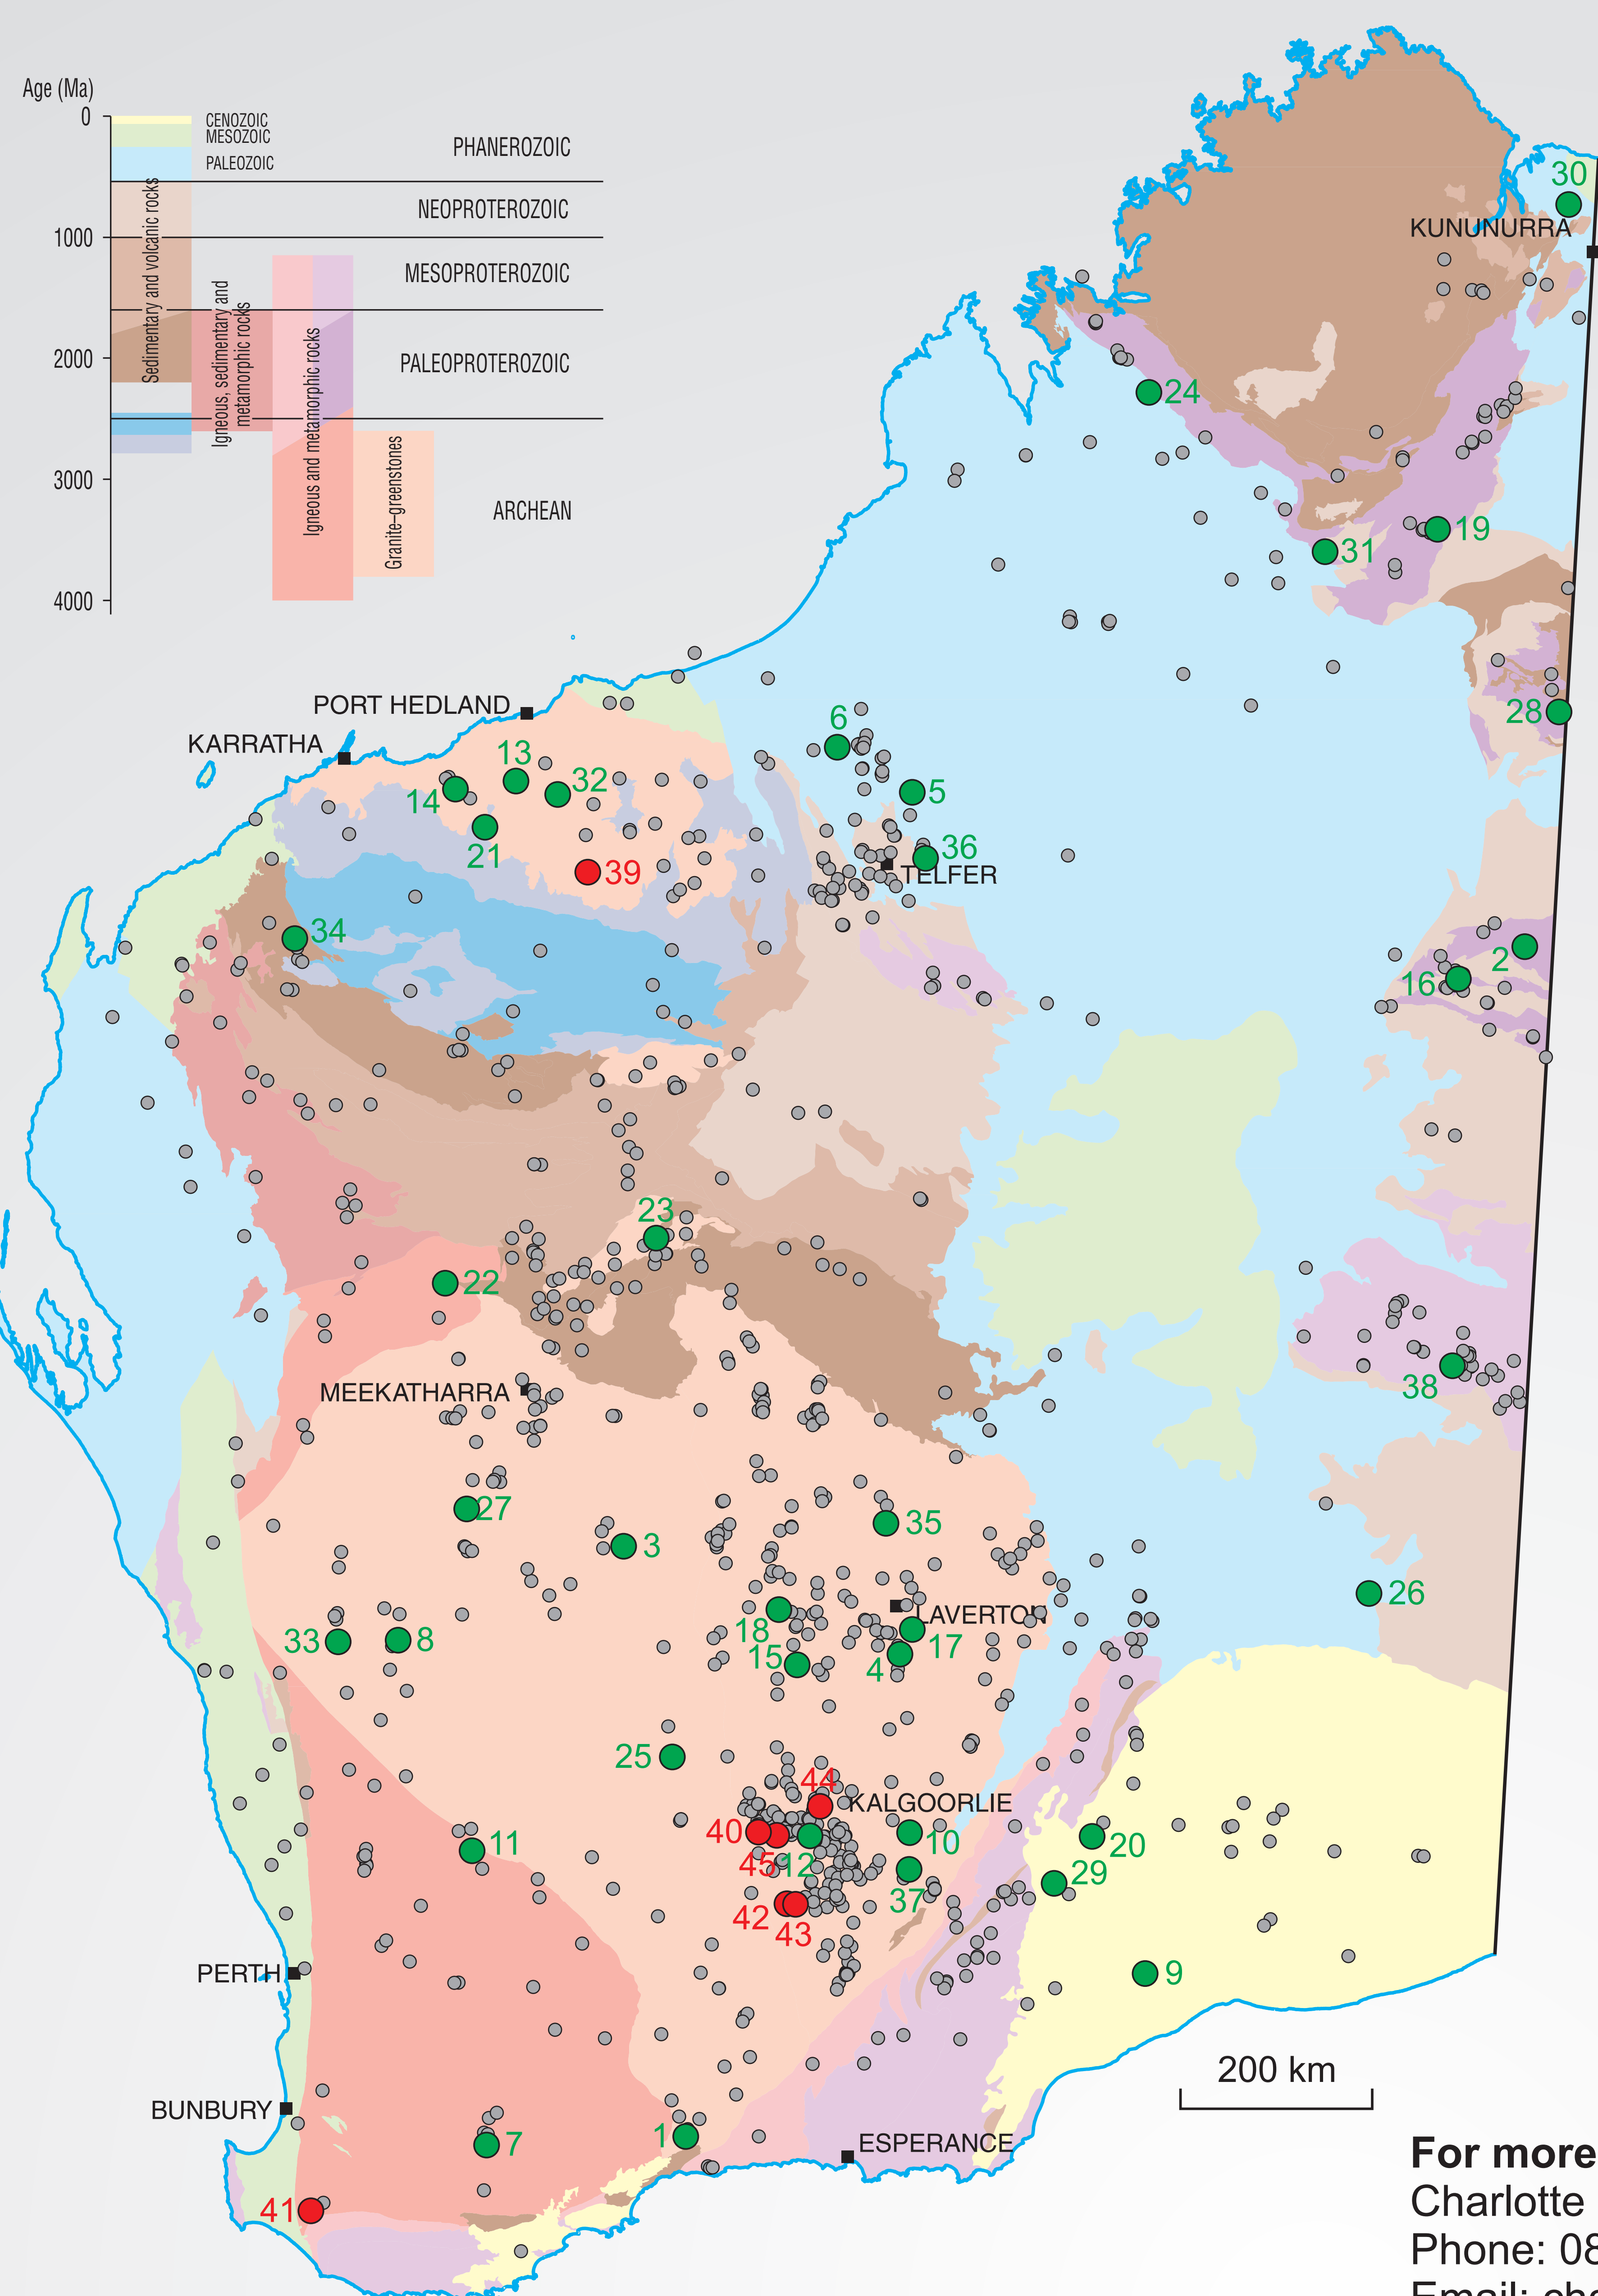 Age (Ma)
0
1000
2000
3000
4000
CENOZOIC
MESOZOIC
PALEOZOIC
PHANEROZOIC
NEOPROTEROZOIC
MESOPROTEROZOIC
PALEOPROTEROZOIC
ARCHEAN
Sedimentary and volcanic rocks
Igneous, sedimentary and
metamorphic rocks
Igneous and metamorphic rocks
Granite–greenstones
30
KUNUNURRA
24
19
31
28
PORT HEDLAND
KARRATHA
6
13
32
14
5
21
36
39
TELFER
34
2
16
23
22
38
MEEKATHARRA
27
35
3
26
LAVERTON
18
33
8
17
15
4
25
44
KALGOORLIE
40
10
11
45
12
20
29
37
42
43
PERTH
9
200 km
BUNBURY
1
ESPERANCE
7
41
For more
Charlotte
Phone: 08
Email: